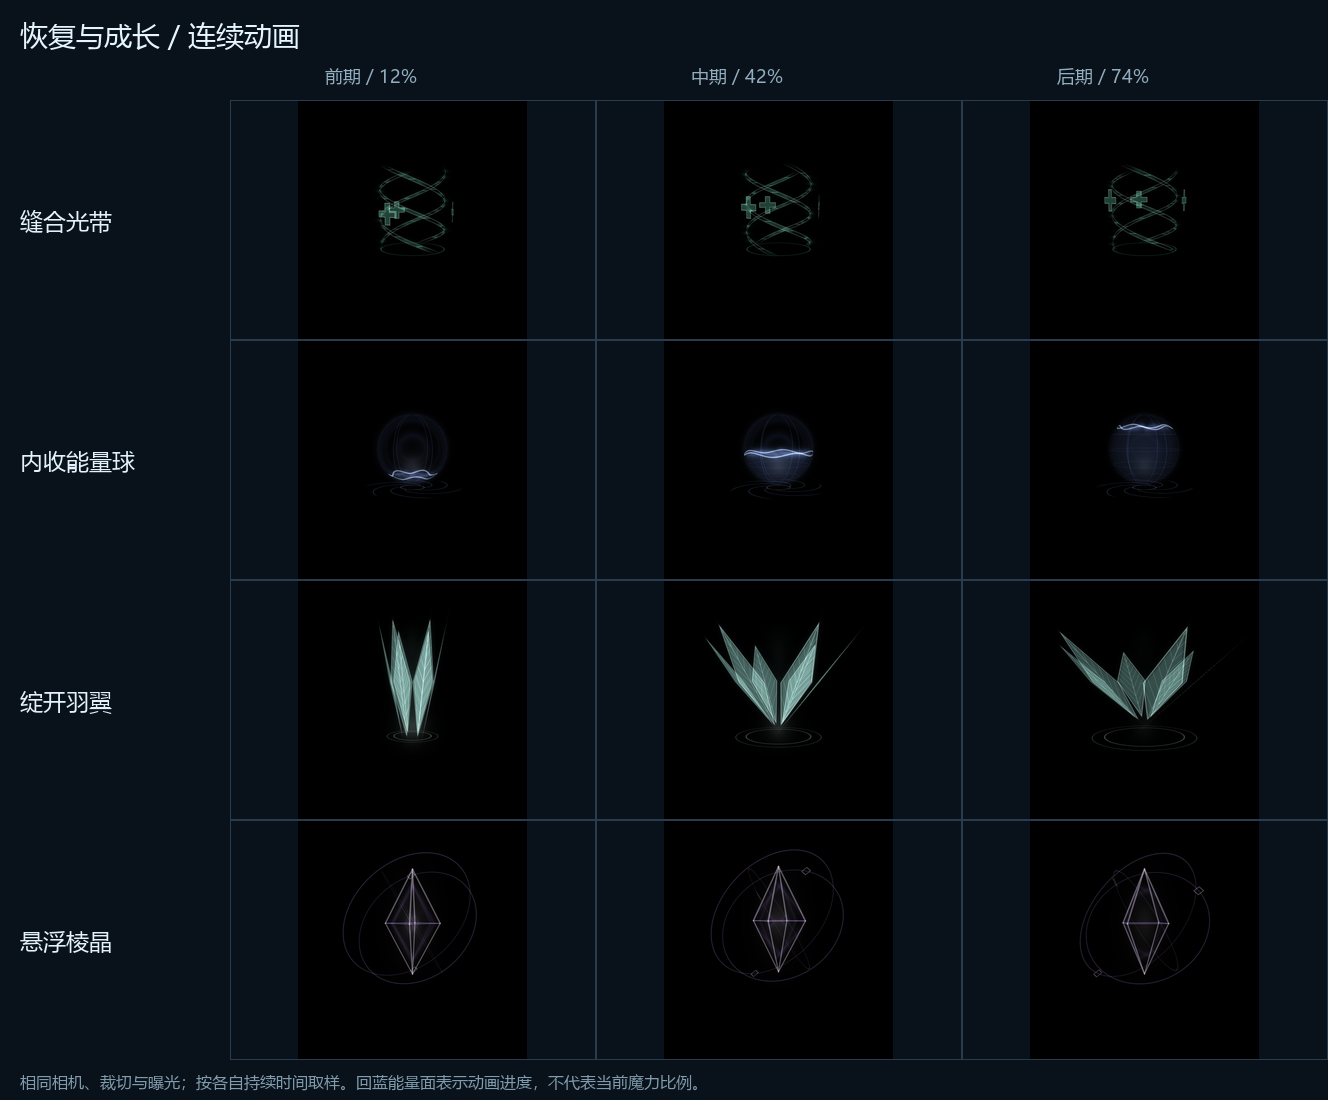 恢复与成长 / 连续动画
前期 / 12%
中期 / 42%
后期 / 74%
缝合光带
内收能量球
绽开羽翼
悬浮棱晶
相同相机、裁切与曝光；按各自持续时间取样。回蓝能量面表示动画进度，不代表当前魔力比例。